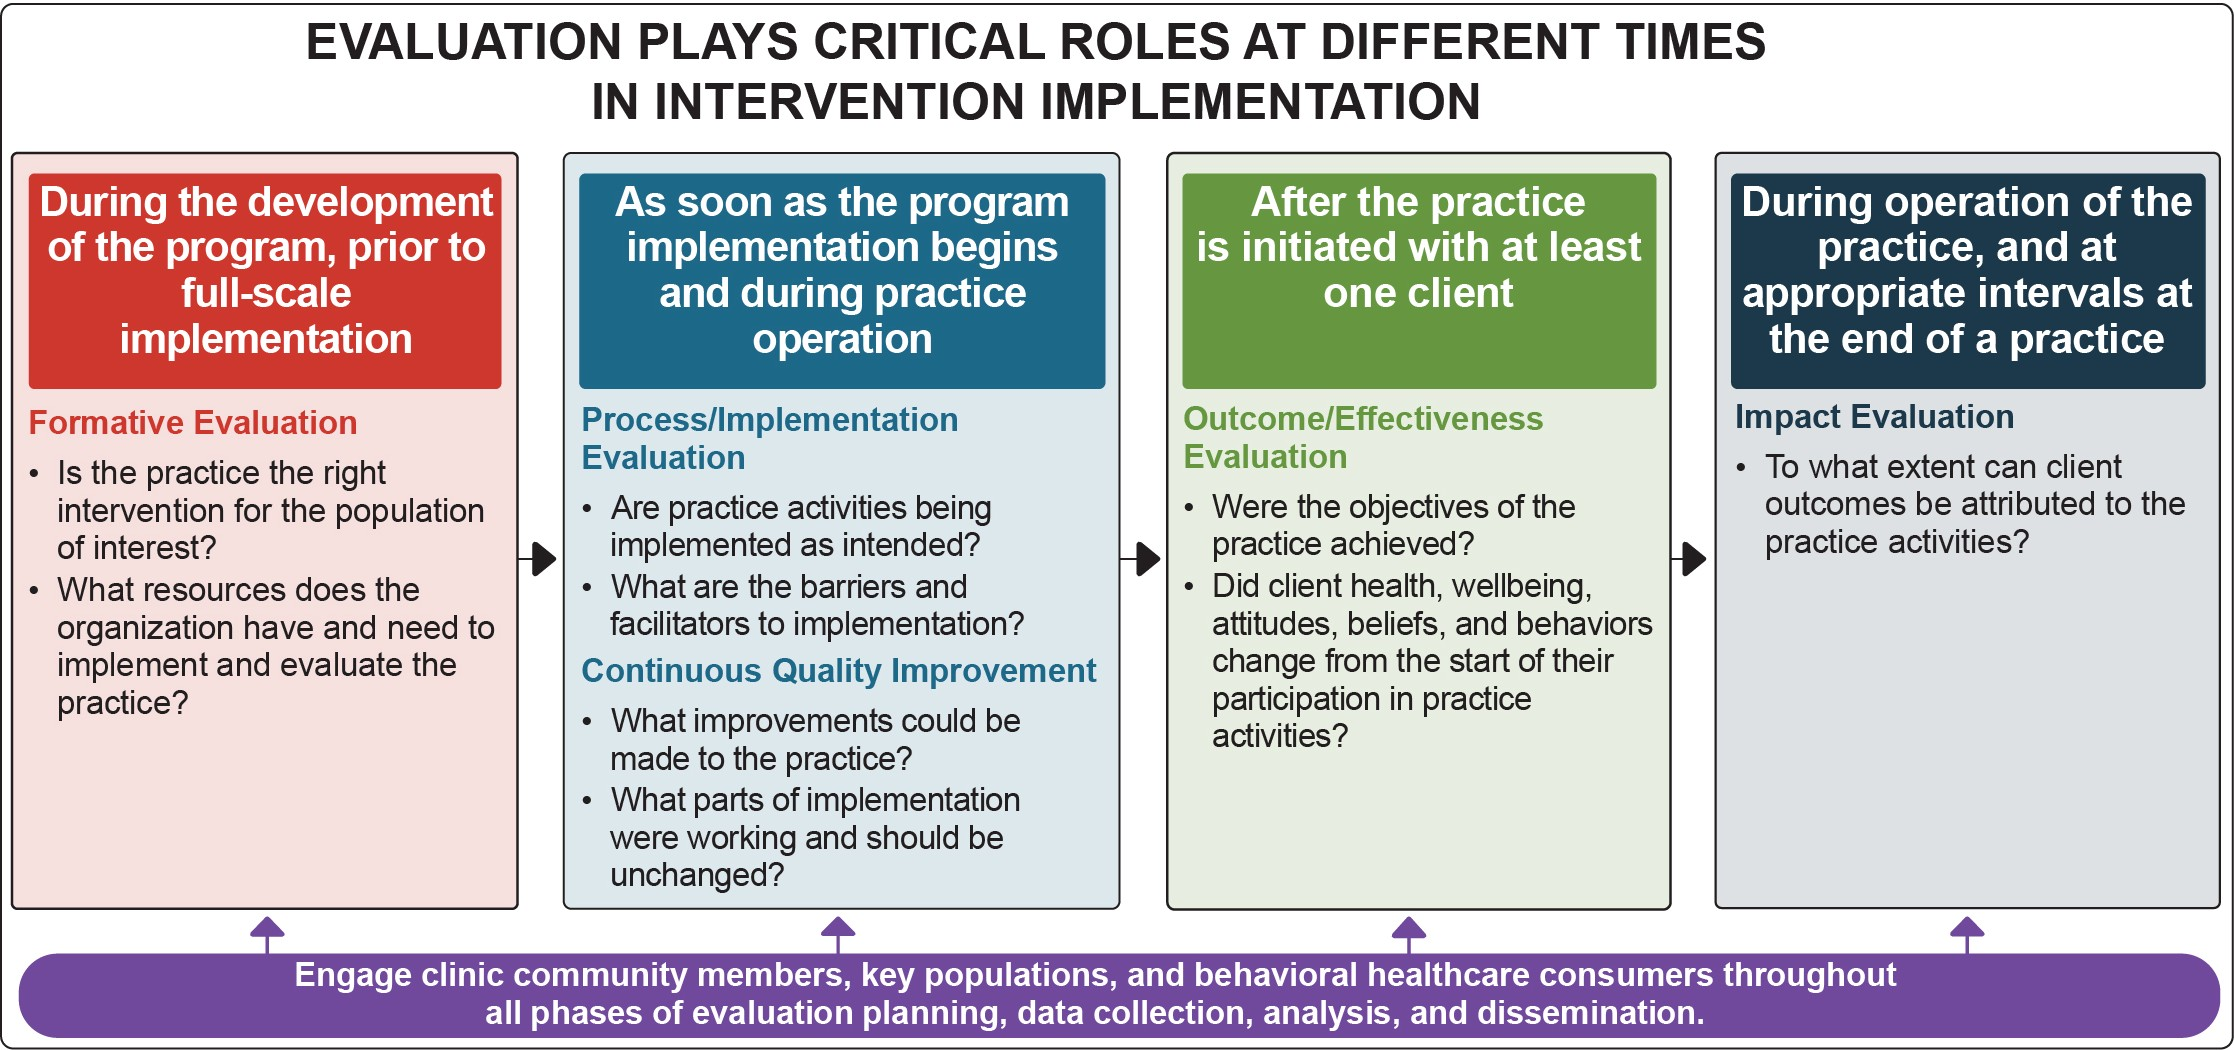 EVALUATION PLAYS CRITICAL ROLES AT DIFFERENT TIMES
IN INTERVENTION IMPLEMENTATION
During the development
of the program, prior to
full-scale
implementation
Formative Evaluation
• Is the practice the right
intervention for the population
of interest?
• What resources does the
organization have and need to
implement and evaluate the
practice?
As soon as the program
implementation begins
and during practice
operation
Process/Implementation
Evaluation
• Are practice activities being
implemented as intended?
• What are the barriers and
facilitators to implementation?
Continuous Quality Improvement
• What improvements could be
made to the practice?
• What parts of implementation
were working and should be
unchanged?
After the practice
is initiated with at least
one client
Outcome/Effectiveness
Evaluation
• Were the objectives of the
practice achieved?
• Did client health, wellbeing,
attitudes, beliefs, and behaviors
change from the start of their
participation in practice
activities?
During operation of the
practice, and at
appropriate intervals at
the end of a practice
Impact Evaluation
• To what extent can client
outcomes be attributed to the
practice activities?
Engage clinic community members, key populations, and behavioral healthcare consumers throughout
all phases of evaluation planning, data collection, analysis, and dissemination.